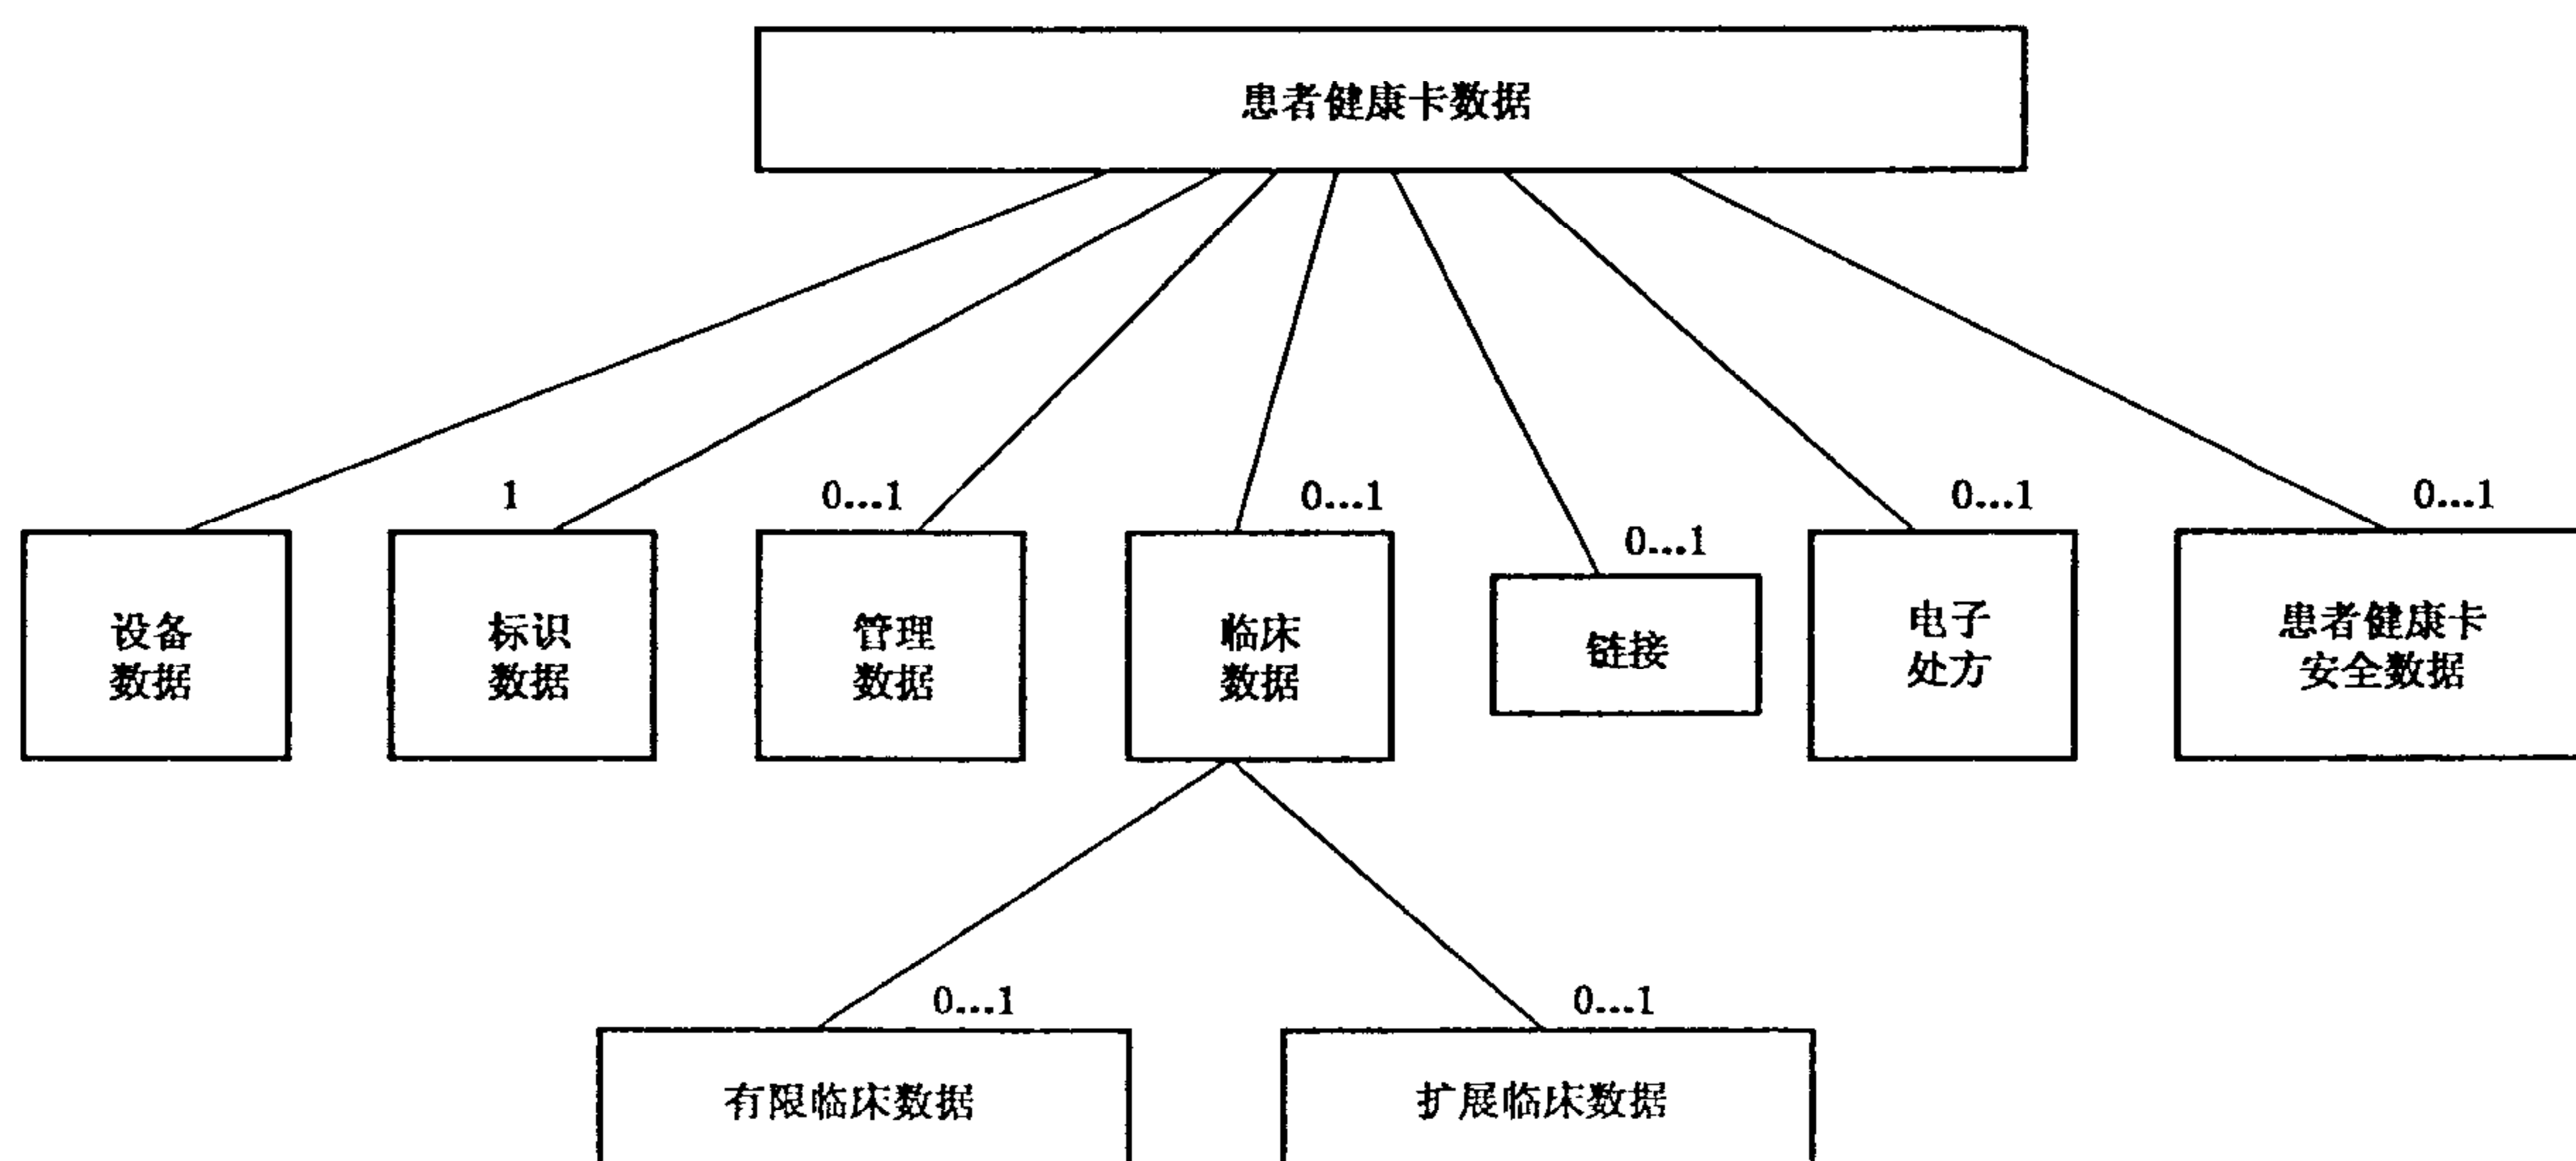 患者健康卡数据
1
0...1
0...1
0...1
0...1
0...1
设备
数据
标识
数据
管理
数据
临床
数据
链接
电子
处方
患者健康卡
安全数据
0...1
0...1
有限临床数据
扩展临床数据